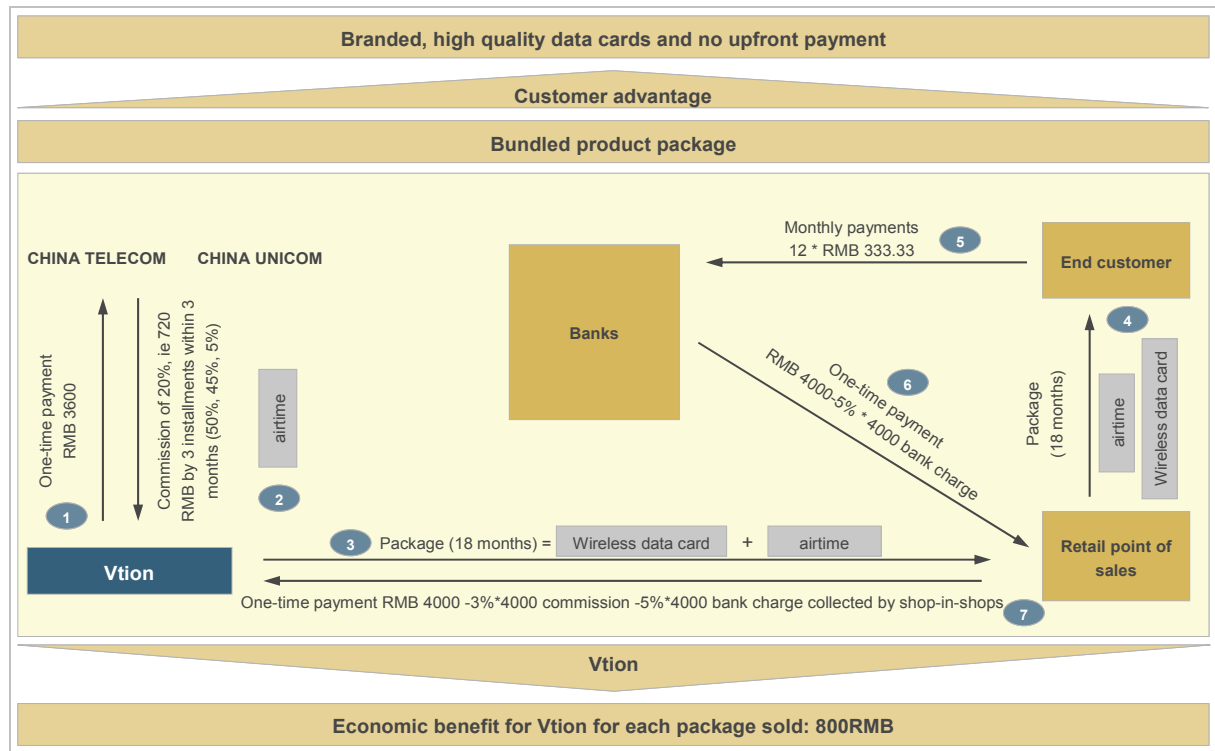 Branded, high quality data cards and no upfront payment
Customer advantage
Bundled product package
CHINA TELECOM
CHINA UNICOM
One-time payment
RMB 3600
1
Commission of 20%, ie 720
RMB by 3 installments within 3
months (50%, 45%, 5%)
airtime
2
Banks
Monthly payments
12 * RMB 333.33
5
End customer
4
One-time payment
RMB 4000-5% * 4000 bank charge
6
Package
(18 months)
airtime
Wireless data card
3
Package (18 months) =
Wireless data card
+
airtime
Vtion
Retail point of
sales
One-time payment RMB 4000 -3%*4000 commission -5%*4000 bank charge collected by shop-in-shops
7
Vtion
Economic benefit for Vtion for each package sold: 800RMB